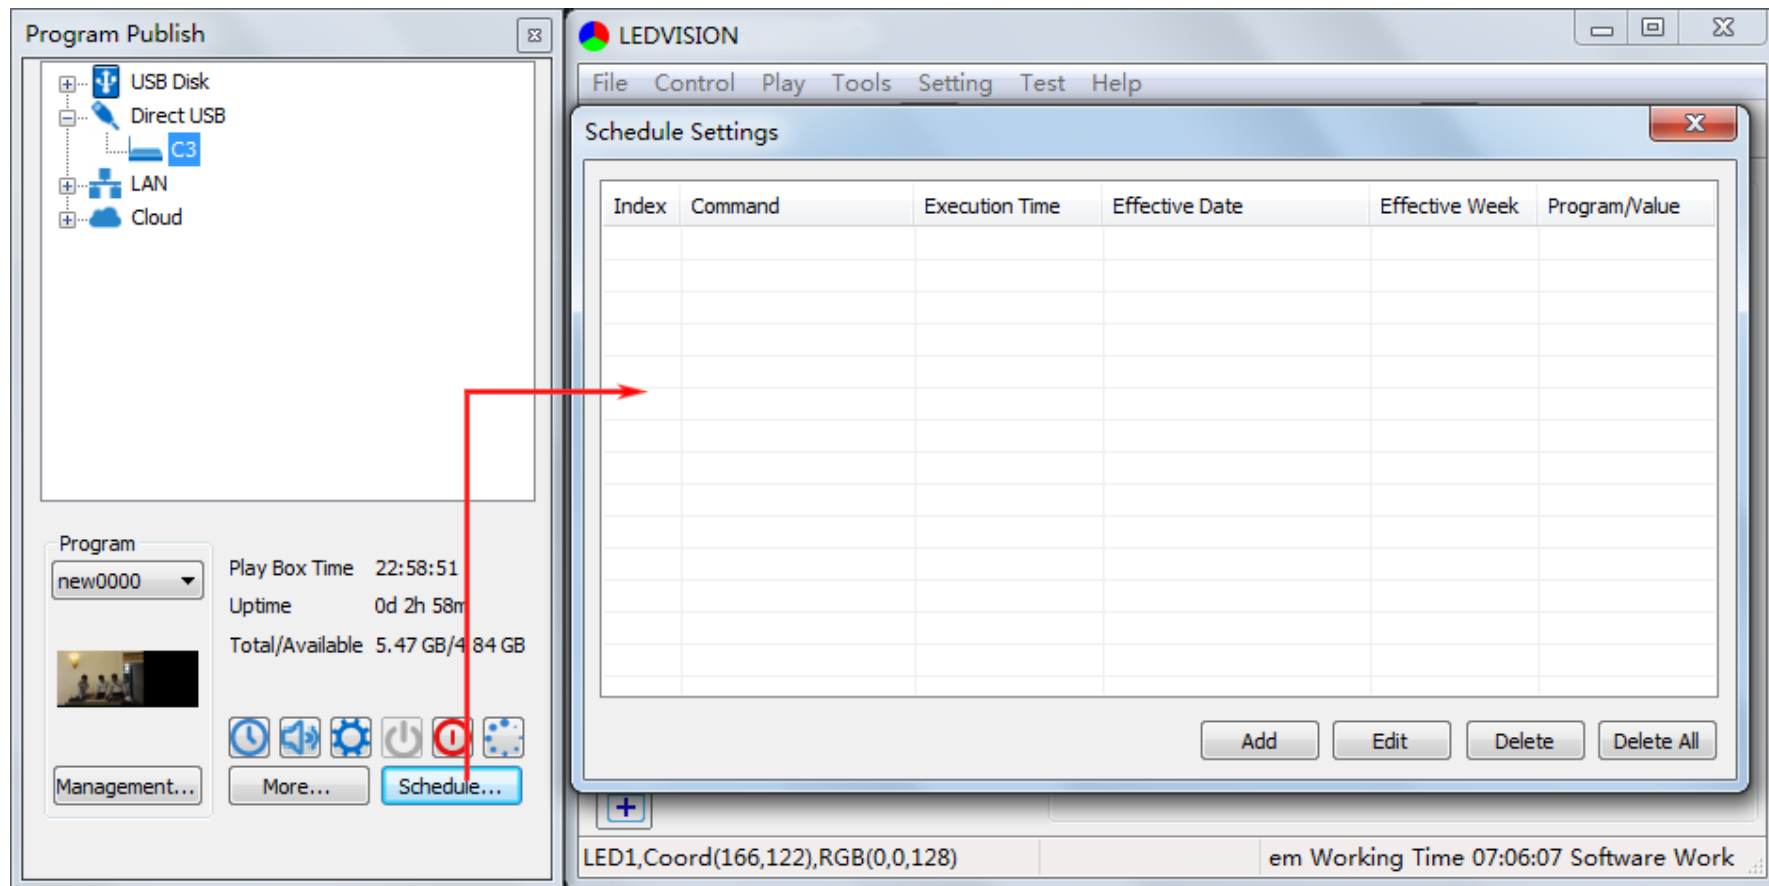 Program Publish
USB Disk
Direct USB
C3
LAN
Cloud
Program
new0000
Play Box Time 22:58:51
Uptime 0d 2h 58m
Total/Available 5.47 GB/4.84 GB
Management...
More...
Schedule...
LEDVISION
File Control Play Tools Setting Test Help
Schedule Settings
Index Command Execution Time Effective Date Effective Week Program/Value
Add Edit Delete Delete All
LED1,Coord(166,122),RGB(0,0,128)
em Working Time 07:06:07 Software Work